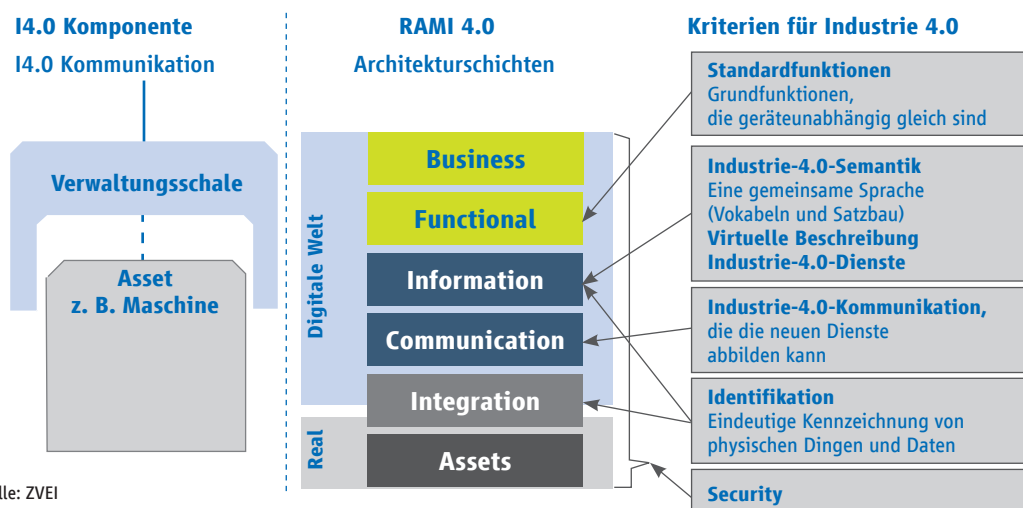 I4.0 Komponente
I4.0 Kommunikation
Verwaltungsschale
Asset
z. B. Maschine
lle: ZVEI
RAMI 4.0
Architekturschichten
Digitale Welt
Real
Business
Functional
Information
Communication
Integration
Assets
Kriterien für Industrie 4.0
Standardfunktionen
Grundfunktionen,
die geräteunabhängig gleich sind
Industrie-4.0-Semantik
Eine gemeinsame Sprache
(Vokabeln und Satzbau)
Virtuelle Beschreibung
Industrie-4.0-Dienste
Industrie-4.0-Kommunikation,
die die neuen Dienste
abbilden kann
Identifikation
Eindeutige Kennzeichnung von
physischen Dingen und Daten
Security